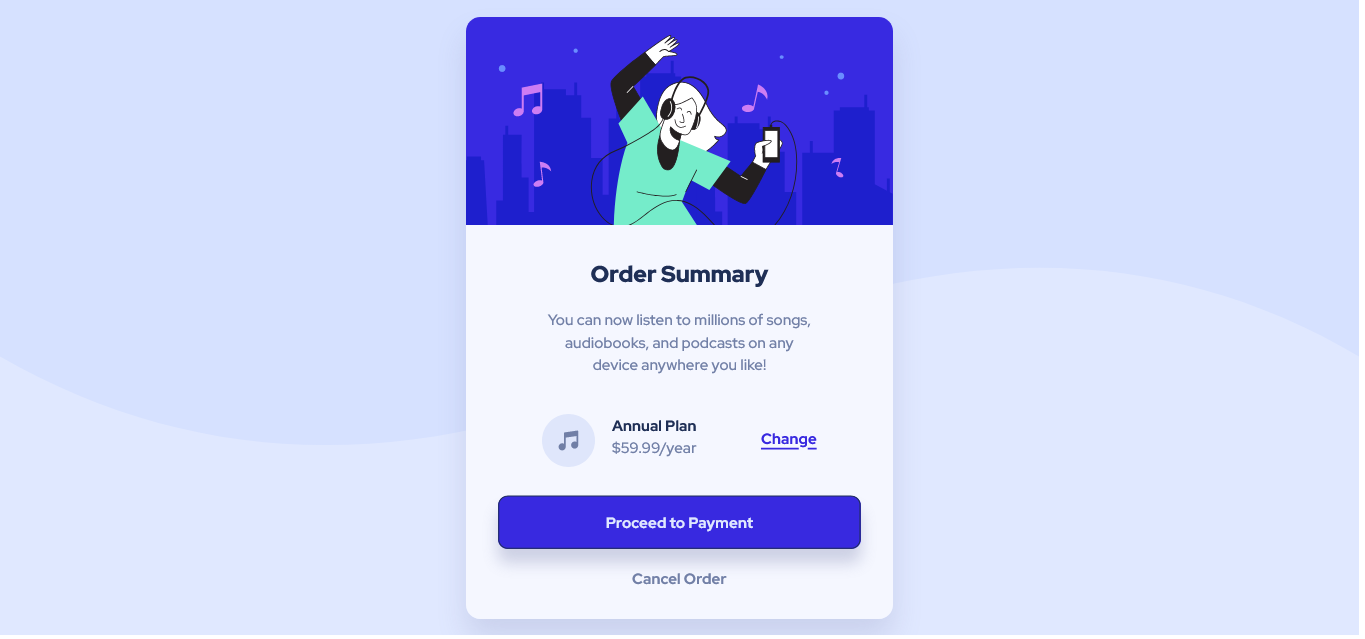 Order Summary
You can now listen to millions of songs,
audiobooks, and podcasts on any
device anywhere you like!
Annual Plan
$59.99/year
Change
Proceed to Payment
Cancel Order